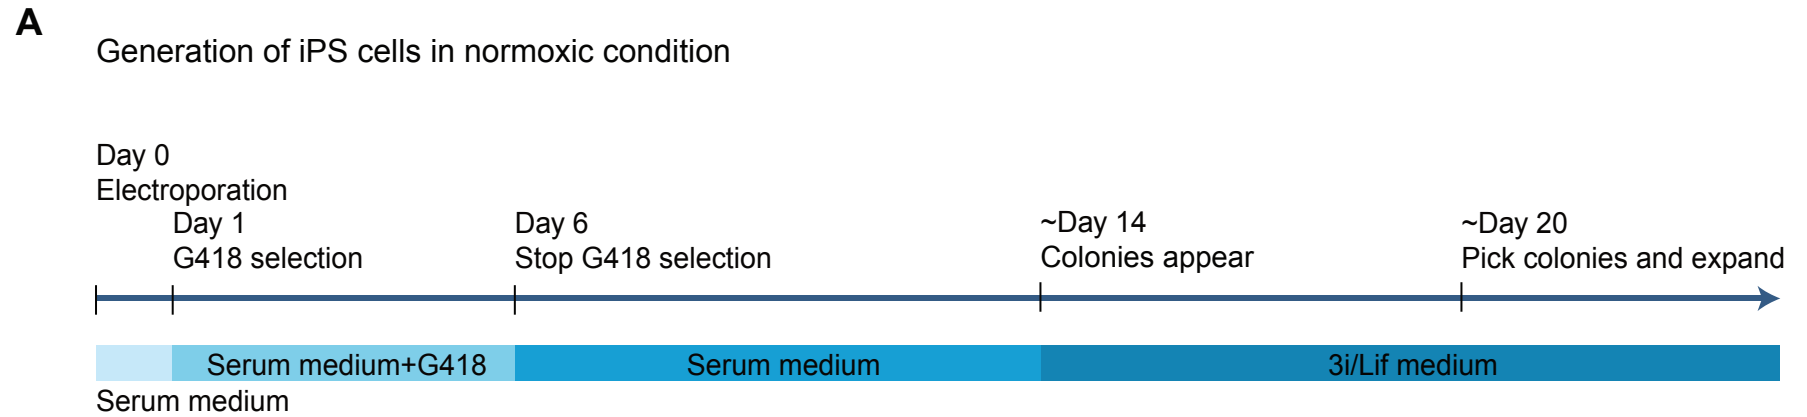 A
Generation of iPS cells in normoxic condition
Day 0
Electroporation
Day 1
G418 selection
Day 6
Stop G418 selection
~Day 14
Colonies appear
~Day 20
Pick colonies and expand
Serum medium+G418
Serum medium
3i/Lif medium
Serum medium